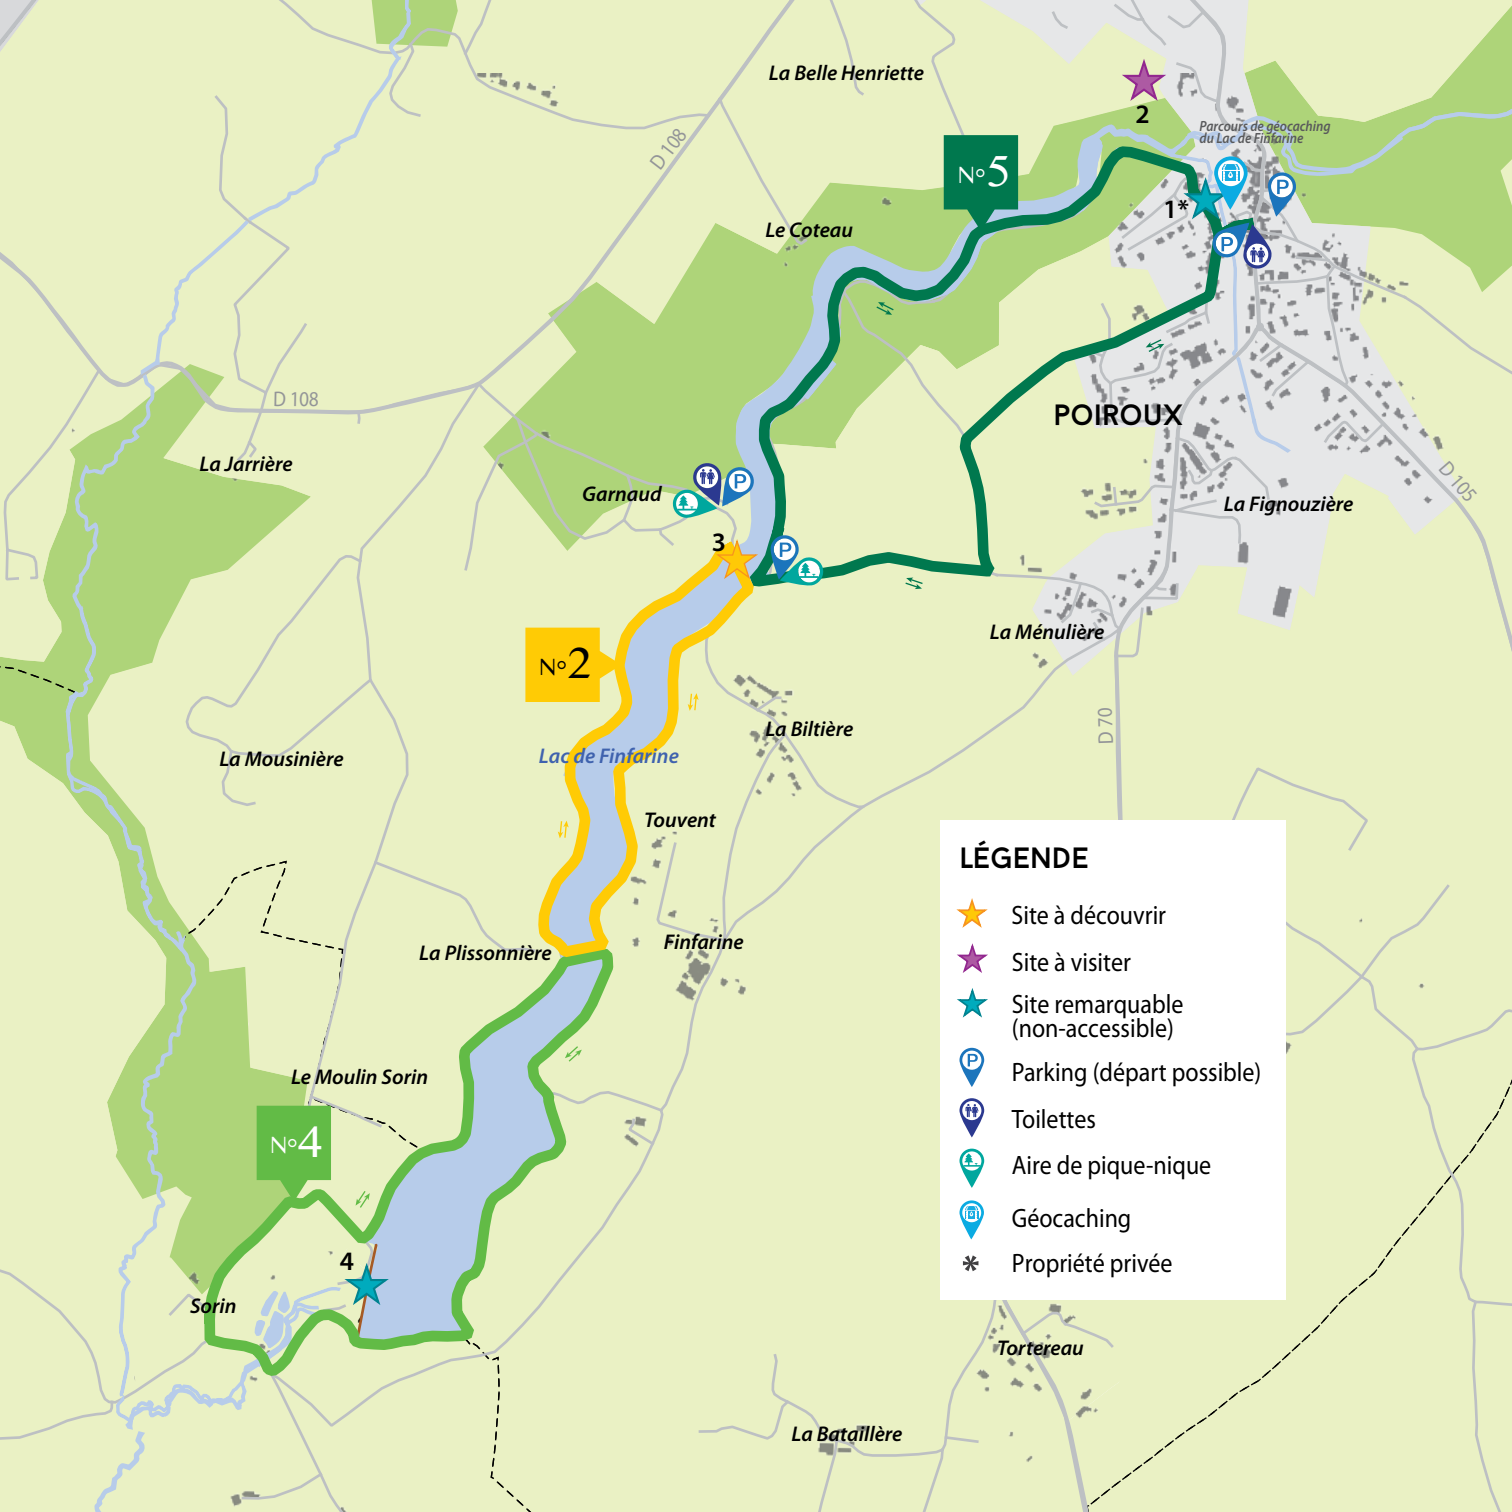 La Belle Henriette
2
Parcours de géocaching
du Lac de Finfarine
D 108
N°5
P
1*
Le Coteau
P
D 108
POIROUX
La Jarrière
D 105
P
Garnaud
La Fignouzière
3
P
La Ménulière
N°2
D 70
La Biltière
Lac de Finfarine
La Mousinière
Touvent
LÉGENDE
Site à découvrir
Site à visiter
Site remarquable
(non-accessible)
P
Parking (départ possible)
Toilettes
Aire de pique-nique
Géocaching
* Propriété privée
Finfarine
La Plissonnière
Le Moulin Sorin
N°4
4
Sorin
Tortereau
La Bataillère